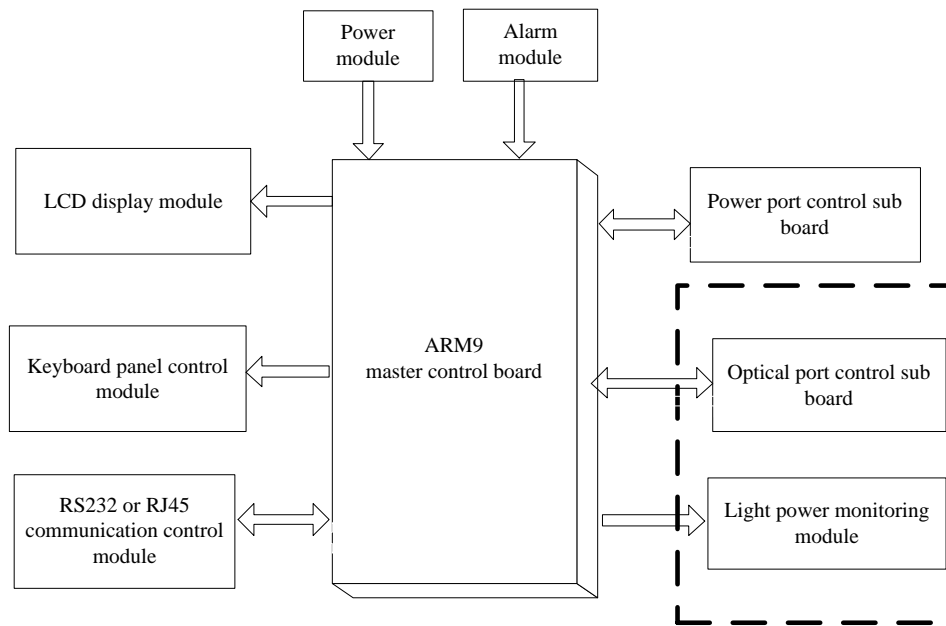 Power
module
Alarm
module
LCD display module
Power port control sub
board
ARM9
master control board
Keyboard panel control
module
Optical port control sub
board
RS232 or RJ45
communication control
module
Light power monitoring
module